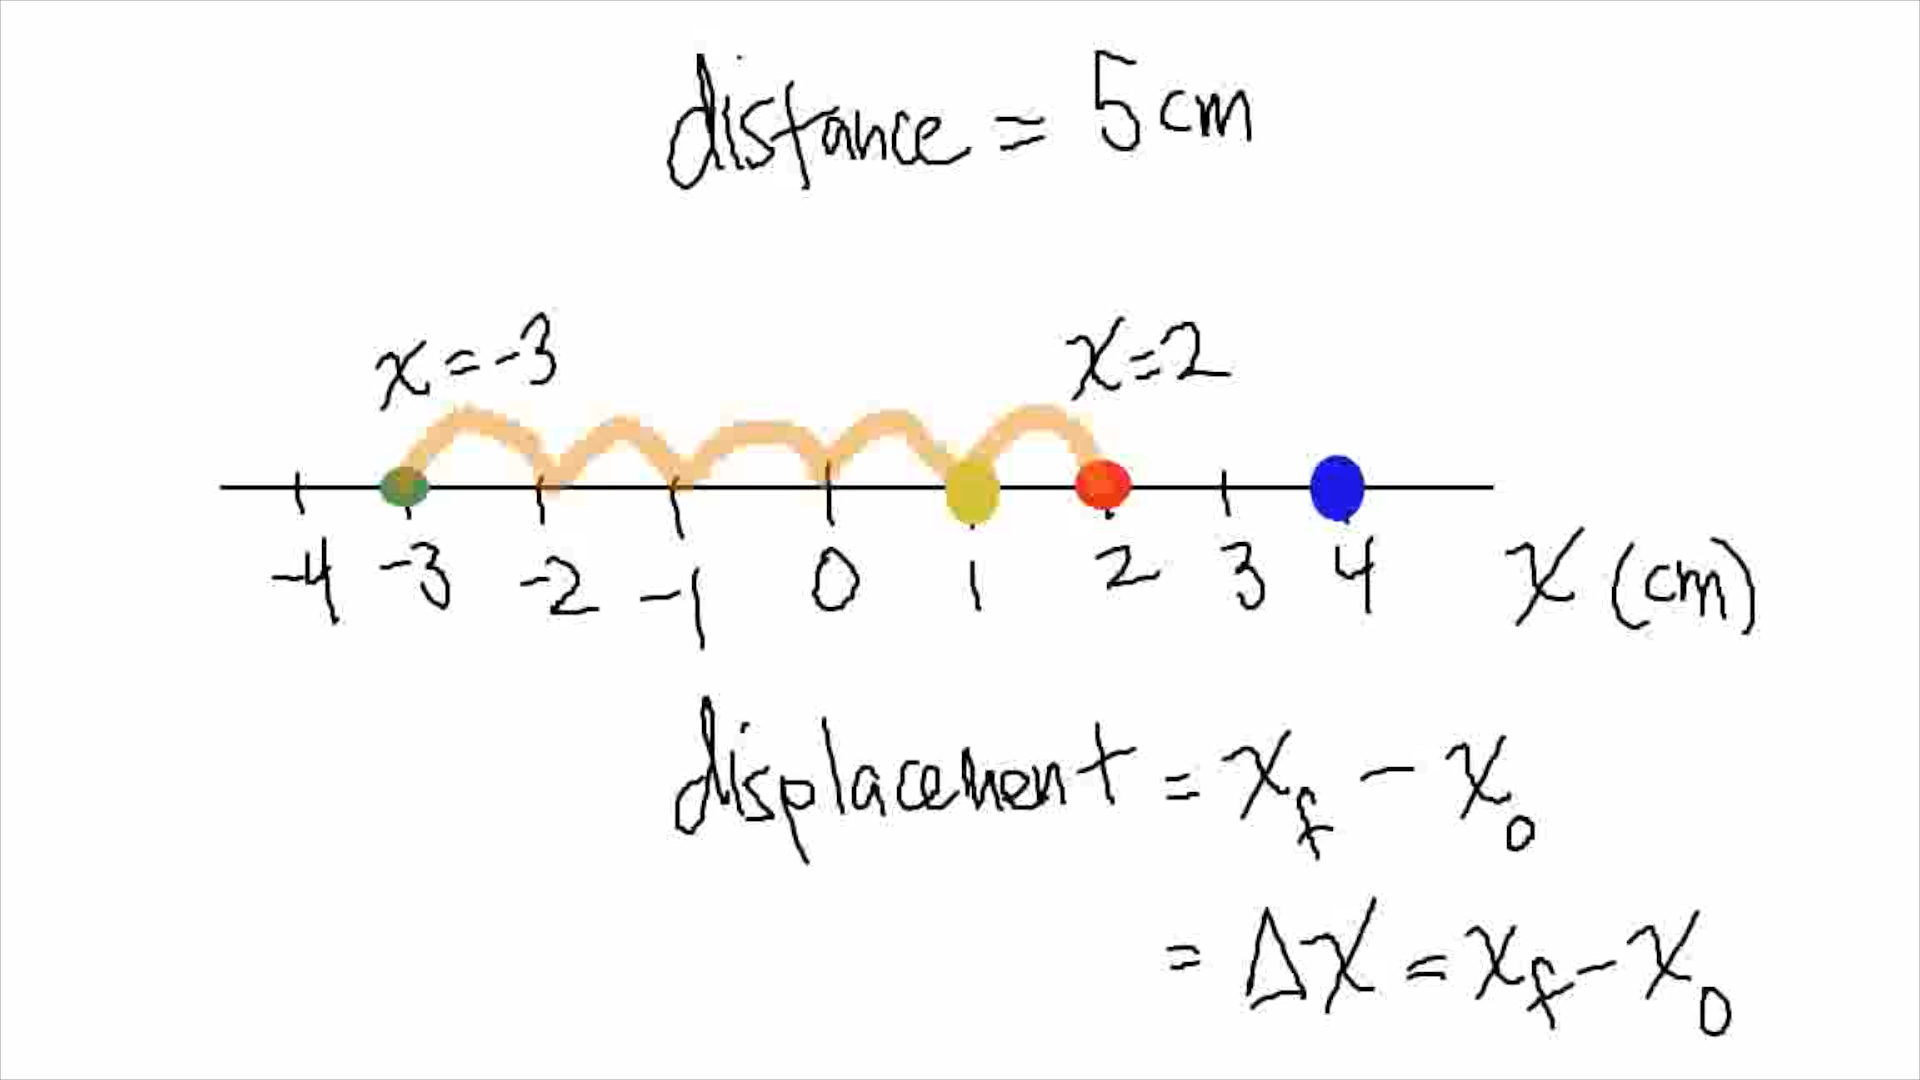 distance = 5 cm
x = -3 x = 2
-4 -3 -2 -1 0 1 2 3 4 x (cm)
displacement = x_f - x_0
= Δx = x_f - x_0